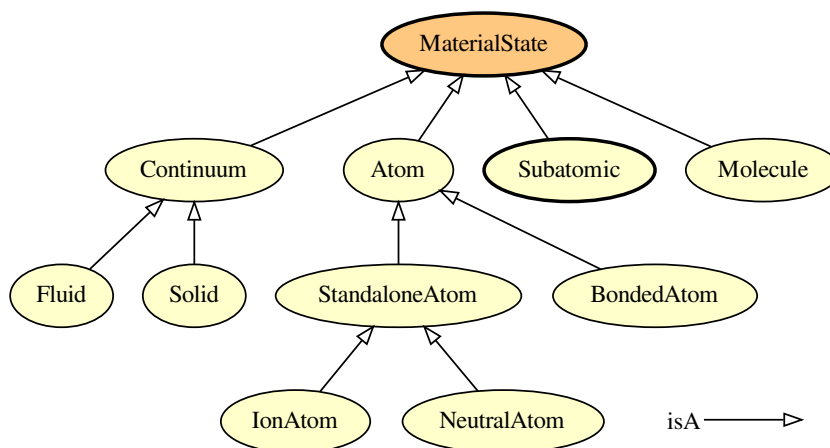 MaterialState
Continuum
Atom
Subatomic
Molecule
Fluid
Solid
StandaloneAtom
BondedAtom
IonAtom
NeutralAtom
isA